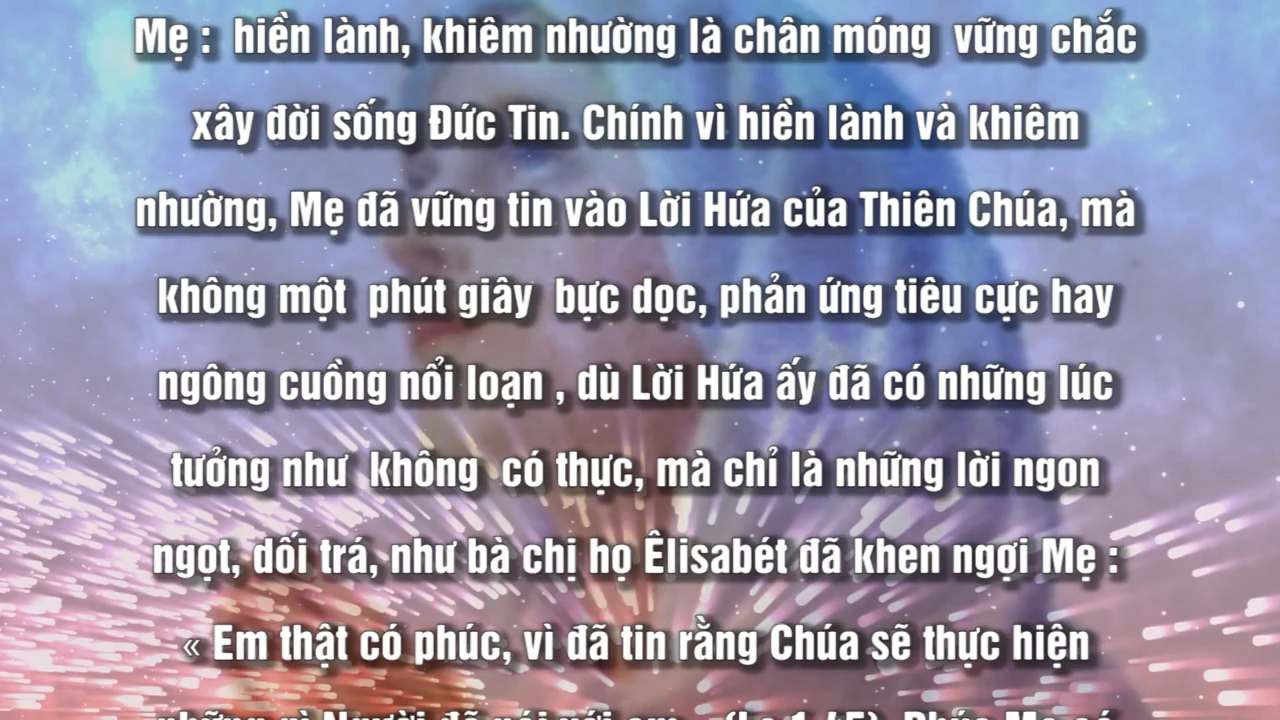 Mẹ : hiền lành, khiêm nhường là chân móng vững chắc
xây đời sống Đức Tin. Chính vì hiền lành và khiêm
nhường, Mẹ đã vững tin vào Lời Hứa của Thiên Chúa, mà
không một phút giây bực dọc, phản ứng tiêu cực hay
ngông cuồng nổi loạn , dù Lời Hứa ấy đã có những lúc
tưởng như không có thực, mà chỉ là những lời ngon
ngọt, dối trá, như bà chị họ Êlisabét đã khen ngợi Mẹ :
« Em thật có phúc, vì đã tin rằng Chúa sẽ thực hiện